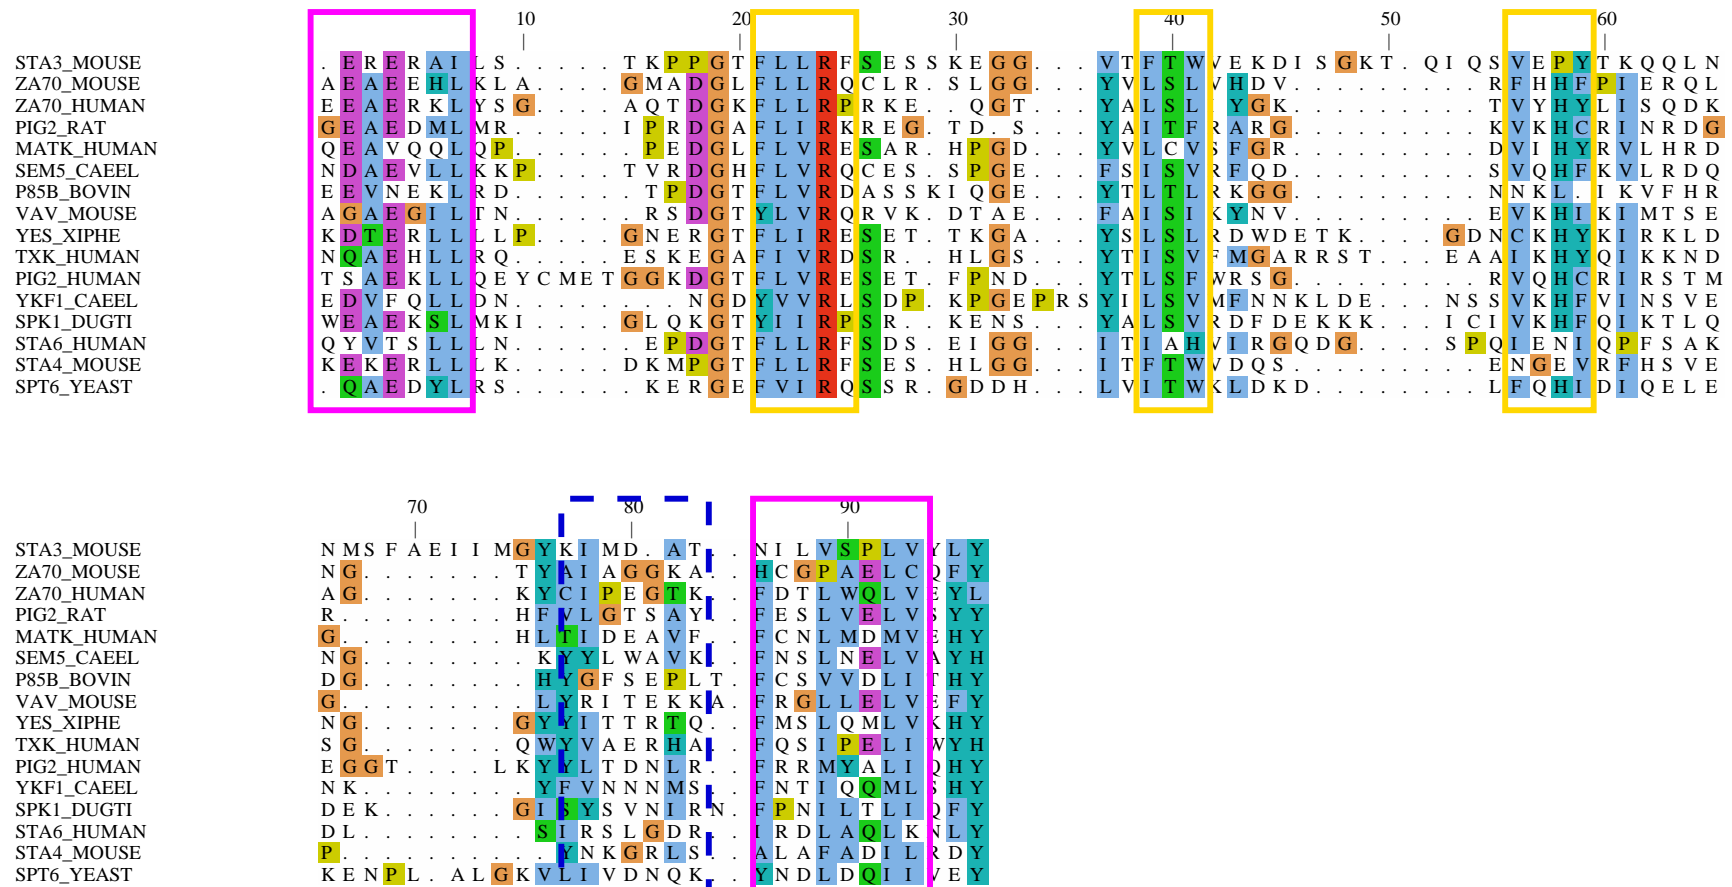 10 20 30 40 50 60
STA3_MOUSE . E R E R A I L S . . . . . T K P P G T F L L R F S E S S K E G G . . . V T F T W V E K D I S G K T . Q I Q S V E P Y T K Q Q L N
ZA70_MOUSE A E A E E H L K L A . . . . G M A D G L F L L R Q C L R . S L G G . . . Y V L S L V H D V . . . . . . . . . R F H H F P I E R Q L
ZA70_HUMAN E E A E R K L Y S G . . . . A Q T D G K F L L R P R K E . . Q G T . . . Y A L S L I Y G K . . . . . . . . . T V Y H Y L I S Q D K
PIG2_RAT G E A E D M L M R . . . . . I P R D G A F L I R K R E G . T D . S . . . Y A I T F R A R G . . . . . . . . . K V K H C R I N R D G
MATK_HUMAN Q E A V Q Q L Q P . . . . . . P E D G L F L V R E S A R . H P G D . . . Y V L C V S F G R . . . . . . . . . D V I H Y R V L H R D
SEM5_CAEEL N D A E V L L K K P . . . . T V R D G H F L V R Q C E S . S P G E . . . F S I S V R F Q D . . . . . . . . . S V Q H F K V L R D Q
P85B_BOVIN E E V N E K L R D . . . . . . T P D G T F L V R D A S S K I Q G E . . . Y T L T L R K G G . . . . . . . . . N N K L . I K V F H R
VAV_MOUSE A G A E G I L T N . . . . . . R S D G T Y L V R Q R V K . D T A E . . . F A I S I K Y N V . . . . . . . . . E V K H I K I M T S E
YES_XIPHE K D T E R L L L L P . . . . G N E R G T F L I R E S E T . T K G A . . . Y S L S L R D W D E T K . . . . G D N C K H Y K I R K L D
TXK_HUMAN N Q A E H L L R Q . . . . . E S K E G A F I V R D S R . . H L G S . . . Y T I S V F M G A R R S T . . . E A A I K H Y Q I K K N D
PIG2_HUMAN T S A E K L L Q E Y C M E T G G K D G T F L V R E S E T . F P N D . . . Y T L S F W R S G . . . . . . . . . R V Q H C R I R S T M
YKF1_CAEEL E D V F Q L L D N . . . . . . . . N G D Y V V R L S D P . K P G E P R S Y I L S V M F N N K L D E . . . N S S V K H F V I N S V E
SPK1_DUGTI W E A E K S L M K I . . . . G L Q K G T Y I I R P S R . . K E N S . . . Y A L S V R D F D E K K K . . . I C I V K H F Q I K T L Q
STA6_HUMAN Q Y V T S L L L N . . . . . . E P D G T F L L R F S D S . E I G G . . . I T I A H V I R G Q D G . . . . S P Q I E N I Q P F S A K
STA4_MOUSE K E K E R L L L K . . . . . D K M P G T F L L R F S E S . H L G G . . . I T F T W V D Q S . . . . . . . . . E N G E V R F H S V E
SPT6_YEAST . Q A E D Y L R S . . . . . . K E R G E F V I R Q S S R . G D D H . . . L V I T W K L D K D . . . . . . . . L F Q H I D I Q E L E
70 80 90
STA3_MOUSE N M S F A E I I M G Y K I M D . A T . . N I L V S P L V Y L Y
ZA70_MOUSE N G . . . . . . . T Y A I A G G K A . . H C G P A E L C Q F Y
ZA70_HUMAN A G . . . . . . . K Y C I P E G T K . . F D T L W Q L V E Y L
PIG2_RAT R . . . . . . . . H F V L G T S A Y . . F E S L V E L V S Y Y
MATK_HUMAN G . . . . . . . . H L T I D E A V F . . F C N L M D M V E H Y
SEM5_CAEEL N G . . . . . . . . K Y Y L W A V K . . F N S L N E L V A Y H
P85B_BOVIN D G . . . . . . . . H Y G F S E P L T . F C S V V D L I T H Y
VAV_MOUSE G . . . . . . . . . L Y R I T E K K A . F R G L L E L V E F Y
YES_XIPHE N G . . . . . . . G Y Y I T T R T Q . . F M S L Q M L V K H Y
TXK_HUMAN S G . . . . . . . Q W Y V A E R H A . . F Q S I P E L I W Y H
PIG2_HUMAN E G G T . . . . L K Y Y L T D N L R . . F R R M Y A L I Q H Y
YKF1_CAEEL N K . . . . . . . . Y F V N N N M S . . F N T I Q Q M L S H Y
SPK1_DUGTI D E K . . . . . . G I S Y S V N I R N . F P N I L T L I Q F Y
STA6_HUMAN D L . . . . . . . . S I R S L G D R . . I R D L A Q L K N L Y
STA4_MOUSE P . . . . . . . . . . Y N K G R L S . . A L A F A D I L R D Y
SPT6_YEAST K E N P L . A L G K V L I V D N Q K . . Y N D L D Q I I V E Y